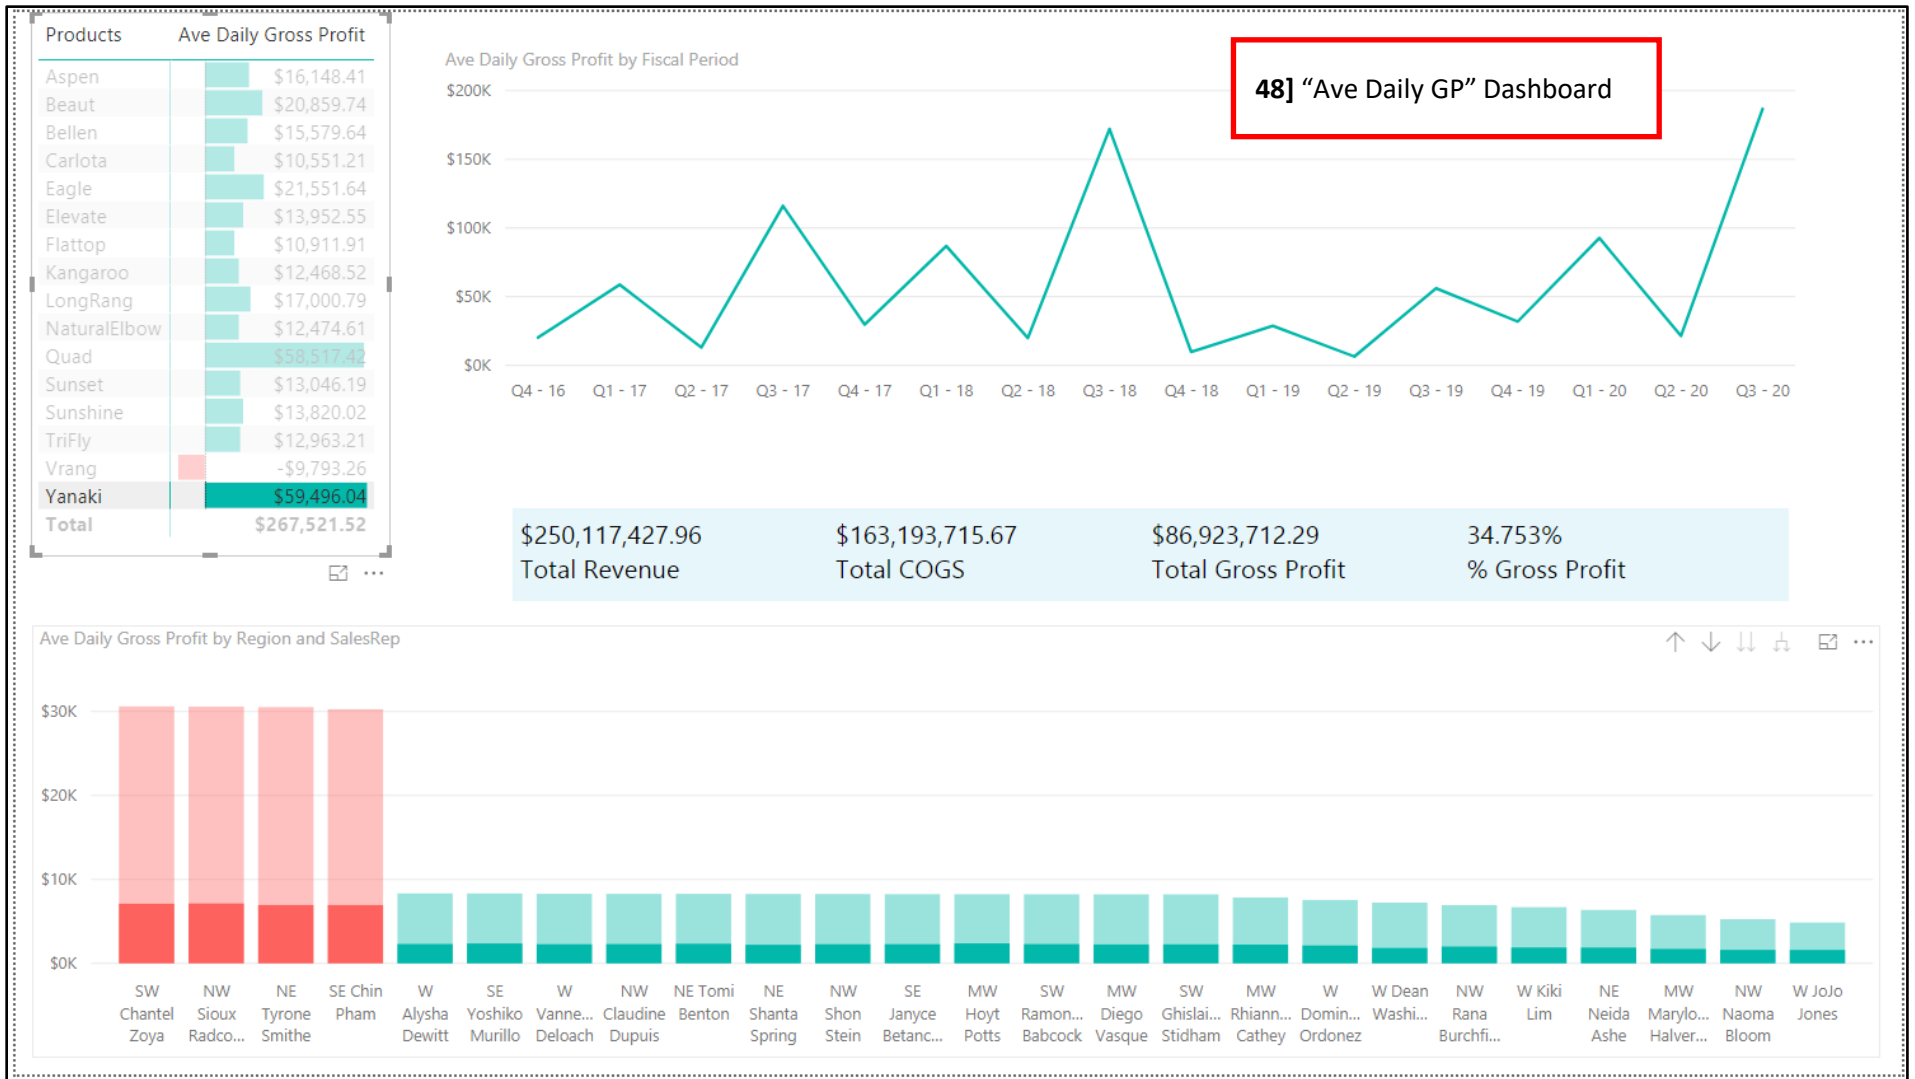 Products Ave Daily Gross Profit
Aspen $16,148.41
Beaut $20,859.74
Bellen $15,579.64
Carlota $10,551.21
Eagle $21,551.64
Elevate $13,952.55
Flattop $10,911.91
Kangaroo $12,468.52
LongRang $17,000.79
NaturalElbow $12,474.61
Quad $58,517.42
Sunset $13,046.19
Sunshine $13,820.02
TriFly $12,963.21
Vrang -$9,793.26
Yanaki $59,496.04
Total $267,521.52
Ave Daily Gross Profit by Fiscal Period
$200K
$150K
$100K
$50K
$0K
Q4 - 16 Q1 - 17 Q2 - 17 Q3 - 17 Q4 - 17 Q1 - 18 Q2 - 18 Q3 - 18 Q4 - 18 Q1 - 19 Q2 - 19 Q3 - 19 Q4 - 19 Q1 - 20 Q2 - 20 Q3 - 20
48] “Ave Daily GP” Dashboard
$250,117,427.96 $163,193,715.67 $86,923,712.29 34.753%
Total Revenue Total COGS Total Gross Profit % Gross Profit
Ave Daily Gross Profit by Region and SalesRep
$30K
$20K
$10K
$0K
SW NW NE SE Chin W SE W NW NE Tomi NE NW SE MW SW MW SW MW W W Dean NW W Kiki NE MW NW W JoJo
Chantel Sioux Tyrone Pham Alysha Yoshiko Vanne... Claudine Benton Shanta Shon Janyce Hoyt Ramon... Diego Ghislai... Rhiann... Domin... Washi... Rana Lim Neida Marylo... Naoma Jones
Zoya Radco... Smithe Dewitt Murillo Deloach Dupuis Spring Stein Betanc... Potts Babcock Vasque Stidham Cathey Ordonez Burchfi... Ashe Halver... Bloom